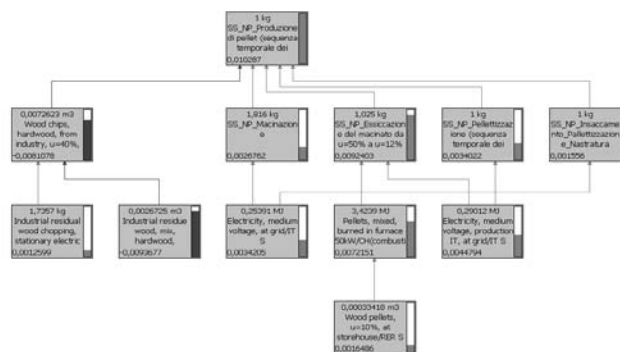 1 kg
SS_NP_Produzione
di pellet (sequenza
temporale dei
0,010287
0,0072623 m3
Wood chips,
hardwood, from
industry, u=40%,
-0,0081078
1,816 kg
SS_NP_Macinazion
e
0,0026762
1,025 kg
SS_NP_Essiccazione
del macinato da
u=50% a u=12%
0,0092403
1 kg
SS_NP_Pellettizzaz
ione (sequenza
temporale dei
0,0034022
1 kg
SS_NP_Insaccame
nto_Pallettizzazion
e_Nastratura
0,001556
1,7357 kg
Industrial residual
wood chopping,
stationary electric
0,0012599
0,0026725 m3
Industrial residue
wood, mix,
hardwood,
-0,0093677
0,25391 MJ
Electricity, medium
voltage, at grid/IT S
0,0034205
3,4239 MJ
Pellets, mixed,
burned in furnace
50kW/CH(combusti
0,0072151
0,29012 MJ
Electricity, medium
voltage, production
IT, at grid/IT S
0,0044794
0,00033418 m3
Wood pellets,
u=10%, at
storehouse/RER S
0,0016486